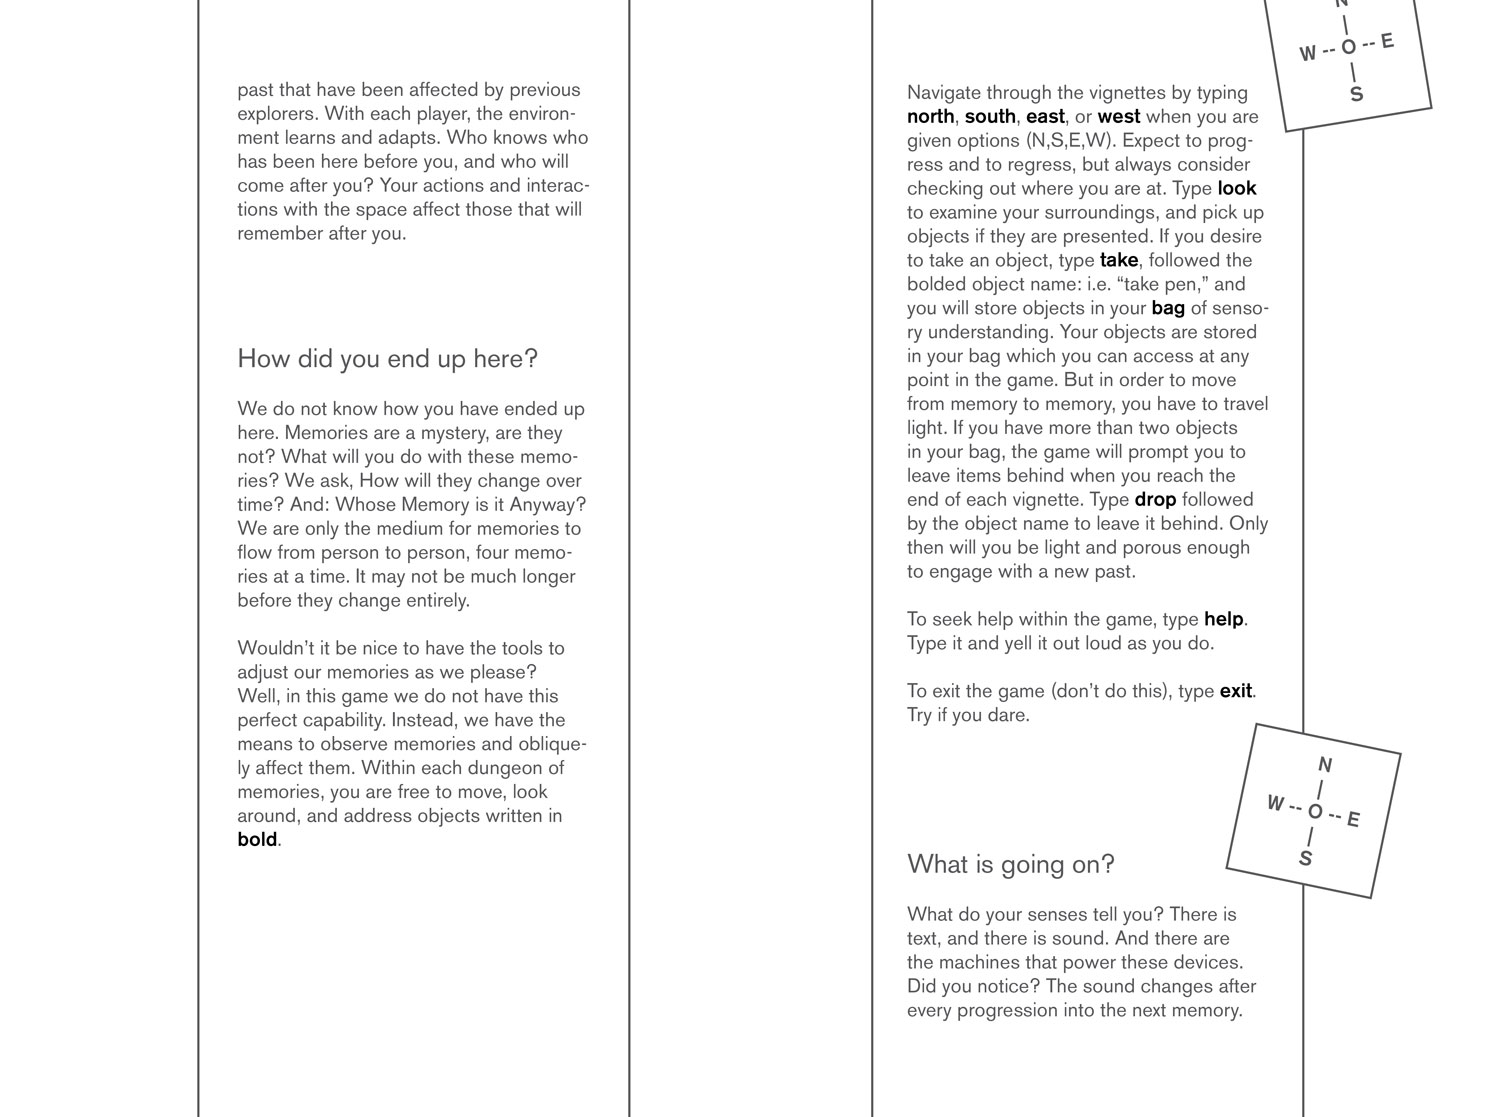 past that have been affected by previous
explorers. With each player, the environ-
ment learns and adapts. Who knows who
has been here before you, and who will
come after you? Your actions and interac-
tions with the space affect those that will
remember after you.
How did you end up here?
We do not know how you have ended up
here. Memories are a mystery, are they
not? What will you do with these memo-
ries? We ask, How will they change over
time? And: Whose Memory is it Anyway?
We are only the medium for memories to
flow from person to person, four memo-
ries at a time. It may not be much longer
before they change entirely.
Wouldn’t it be nice to have the tools to
adjust our memories as we please?
Well, in this game we do not have this
perfect capability. Instead, we have the
means to observe memories and oblique-
ly affect them. Within each dungeon of
memories, you are free to move, look
around, and address objects written in
bold.
N
|
W -- O -- E
|
S
Navigate through the vignettes by typing
north, south, east, or west when you are
given options (N,S,E,W). Expect to prog-
ress and to regress, but always consider
checking out where you are at. Type look
to examine your surroundings, and pick up
objects if they are presented. If you desire
to take an object, type take, followed the
bolded object name: i.e. “take pen,” and
you will store objects in your bag of senso-
ry understanding. Your objects are stored
in your bag which you can access at any
point in the game. But in order to move
from memory to memory, you have to travel
light. If you have more than two objects
in your bag, the game will prompt you to
leave items behind when you reach the
end of each vignette. Type drop followed
by the object name to leave it behind. Only
then will you be light and porous enough
to engage with a new past.
To seek help within the game, type help.
Type it and yell it out loud as you do.
To exit the game (don’t do this), type exit.
Try if you dare.
N
|
W -- O -- E
|
S
What is going on?
What do your senses tell you? There is
text, and there is sound. And there are
the machines that power these devices.
Did you notice? The sound changes after
every progression into the next memory.